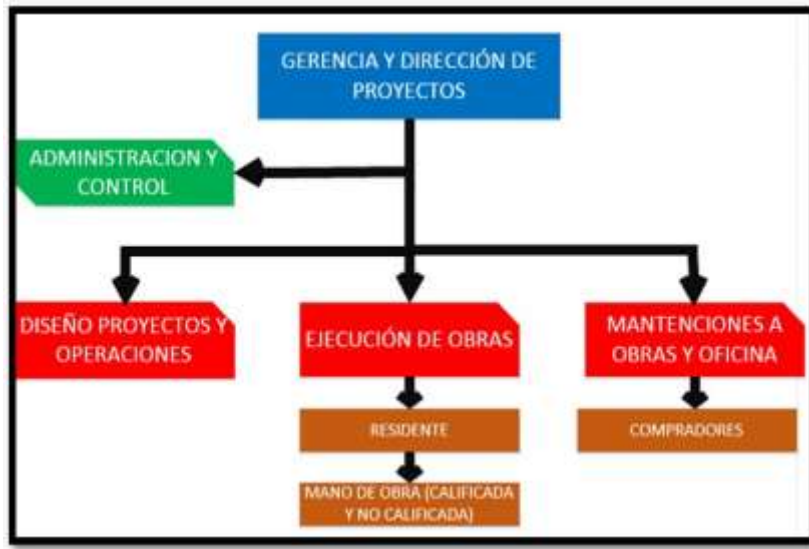 GERENCIA Y DIRECCIÓN DE
PROYECTOS
ADMINISTRACION Y
CONTROL
DISEÑO PROYECTOS Y
OPERACIONES
EJECUCIÓN DE OBRAS
MANTENCIONES A
OBRAS Y OFICINA
RESIDENTE
COMPRADORES
MANO DE OBRA (CALIFICADA
Y NO CALIFICADA)